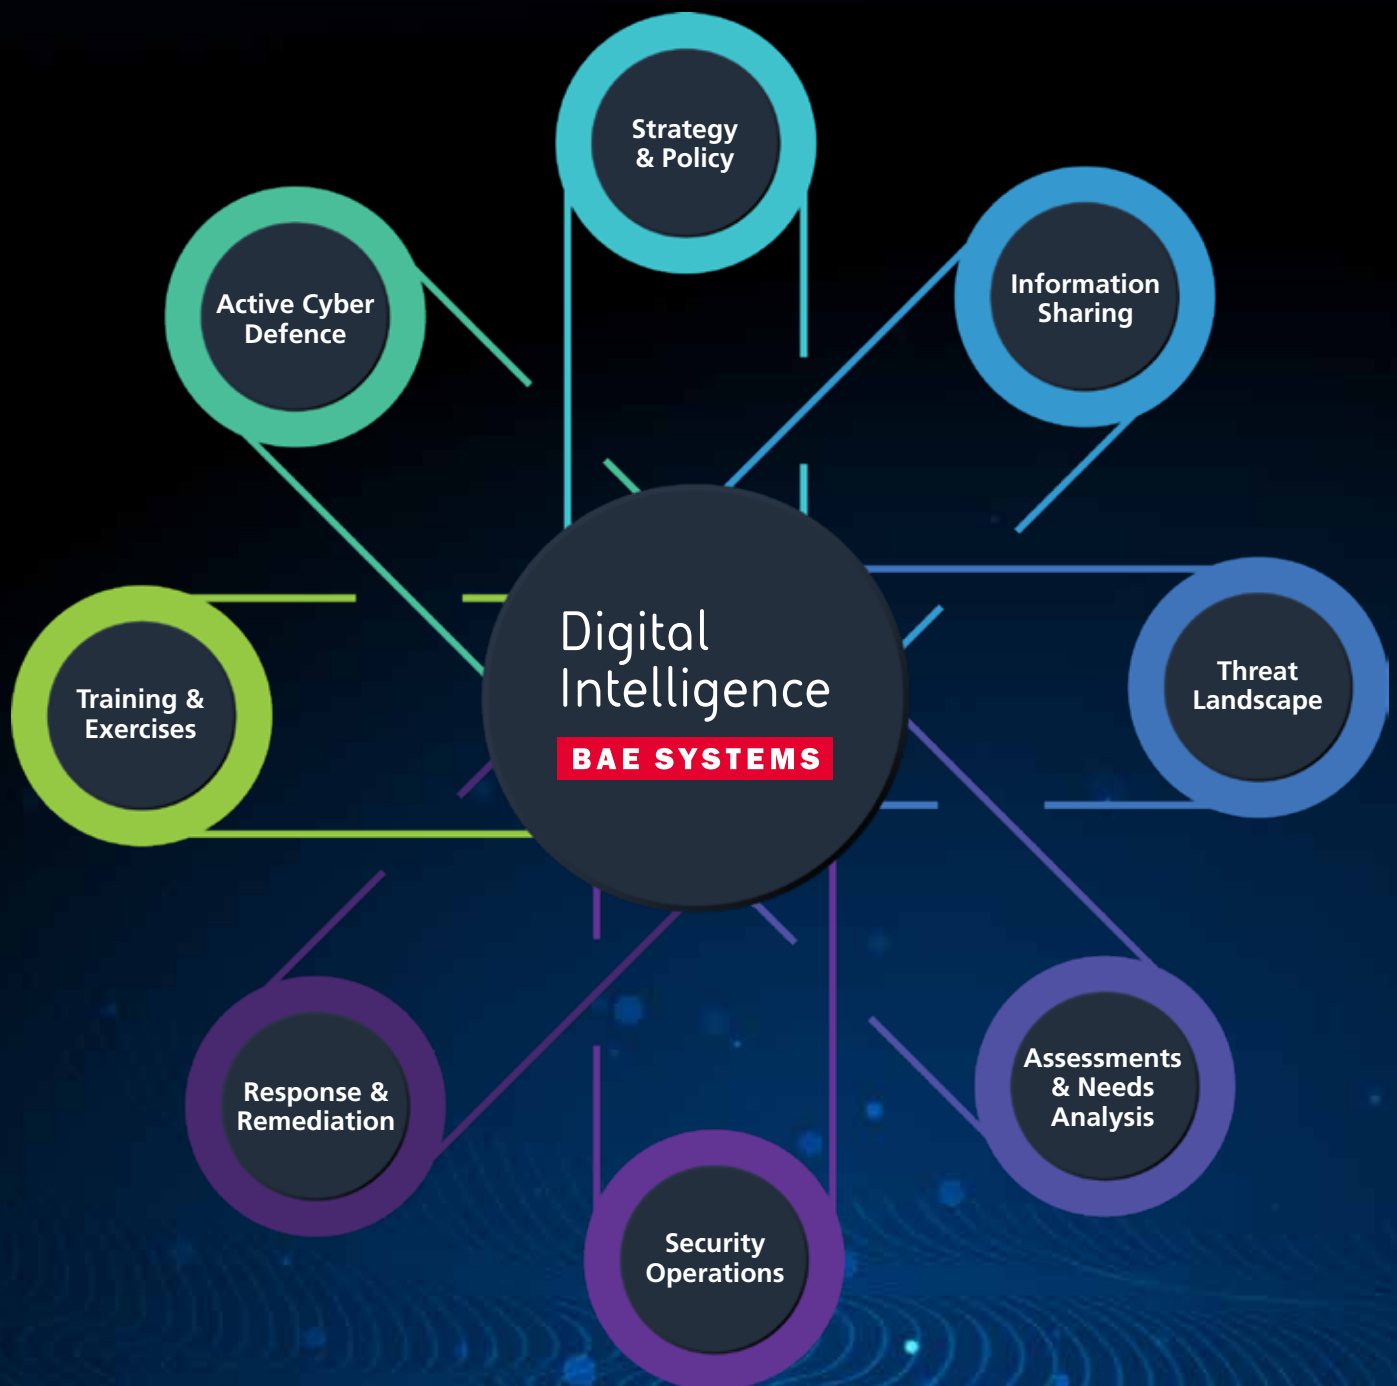 Strategy
& Policy
Information
Sharing
Threat
Landscape
Assessments
& Needs
Analysis
Security
Operations
Response &
Remediation
Training &
Exercises
Active Cyber
Defence
Digital
Intelligence
BAE SYSTEMS